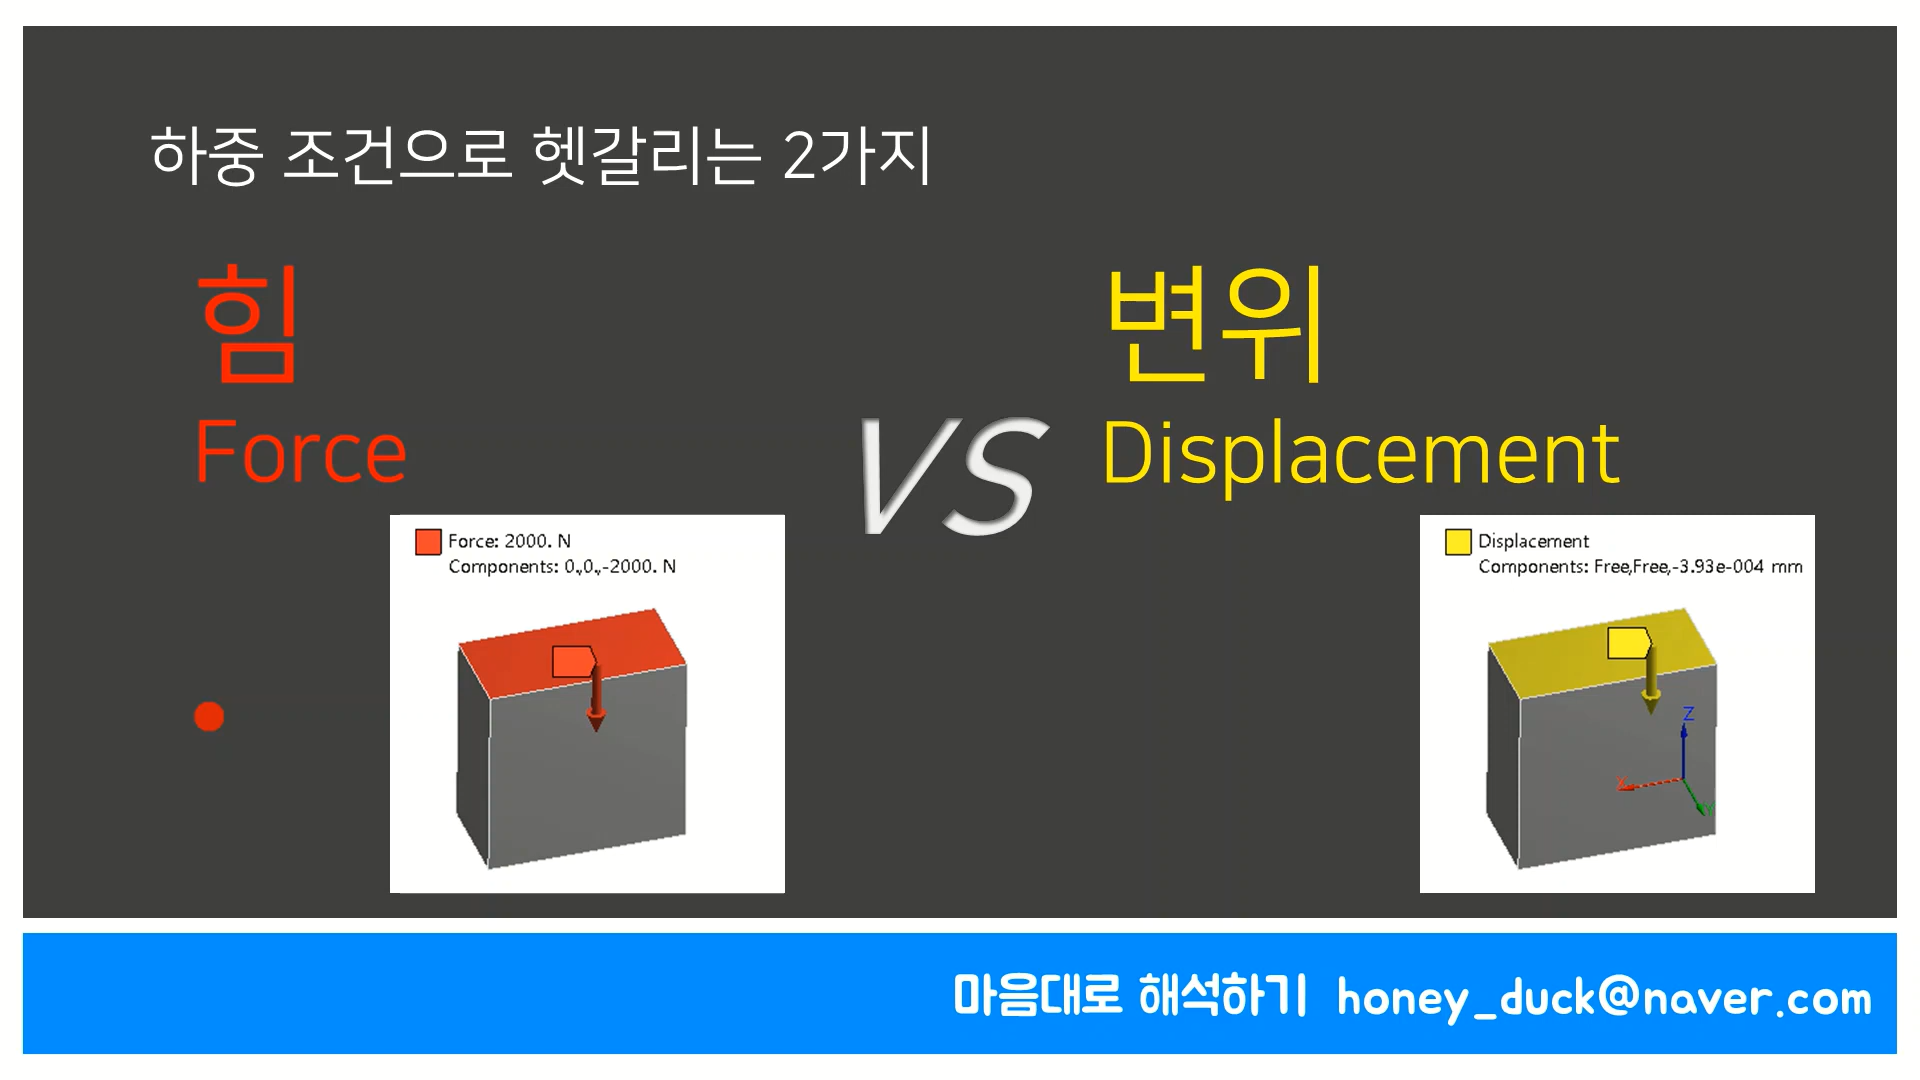 하중 조건으로 헷갈리는 2가지
힘
Force
VS
변위
Displacement
Force: 2000. N
Components: 0.,0.,-2000. N
Displacement
Components: Free,Free,-3.93e-004 mm
Z
X
Y
마음대로 해석하기 honey_duck@naver.com